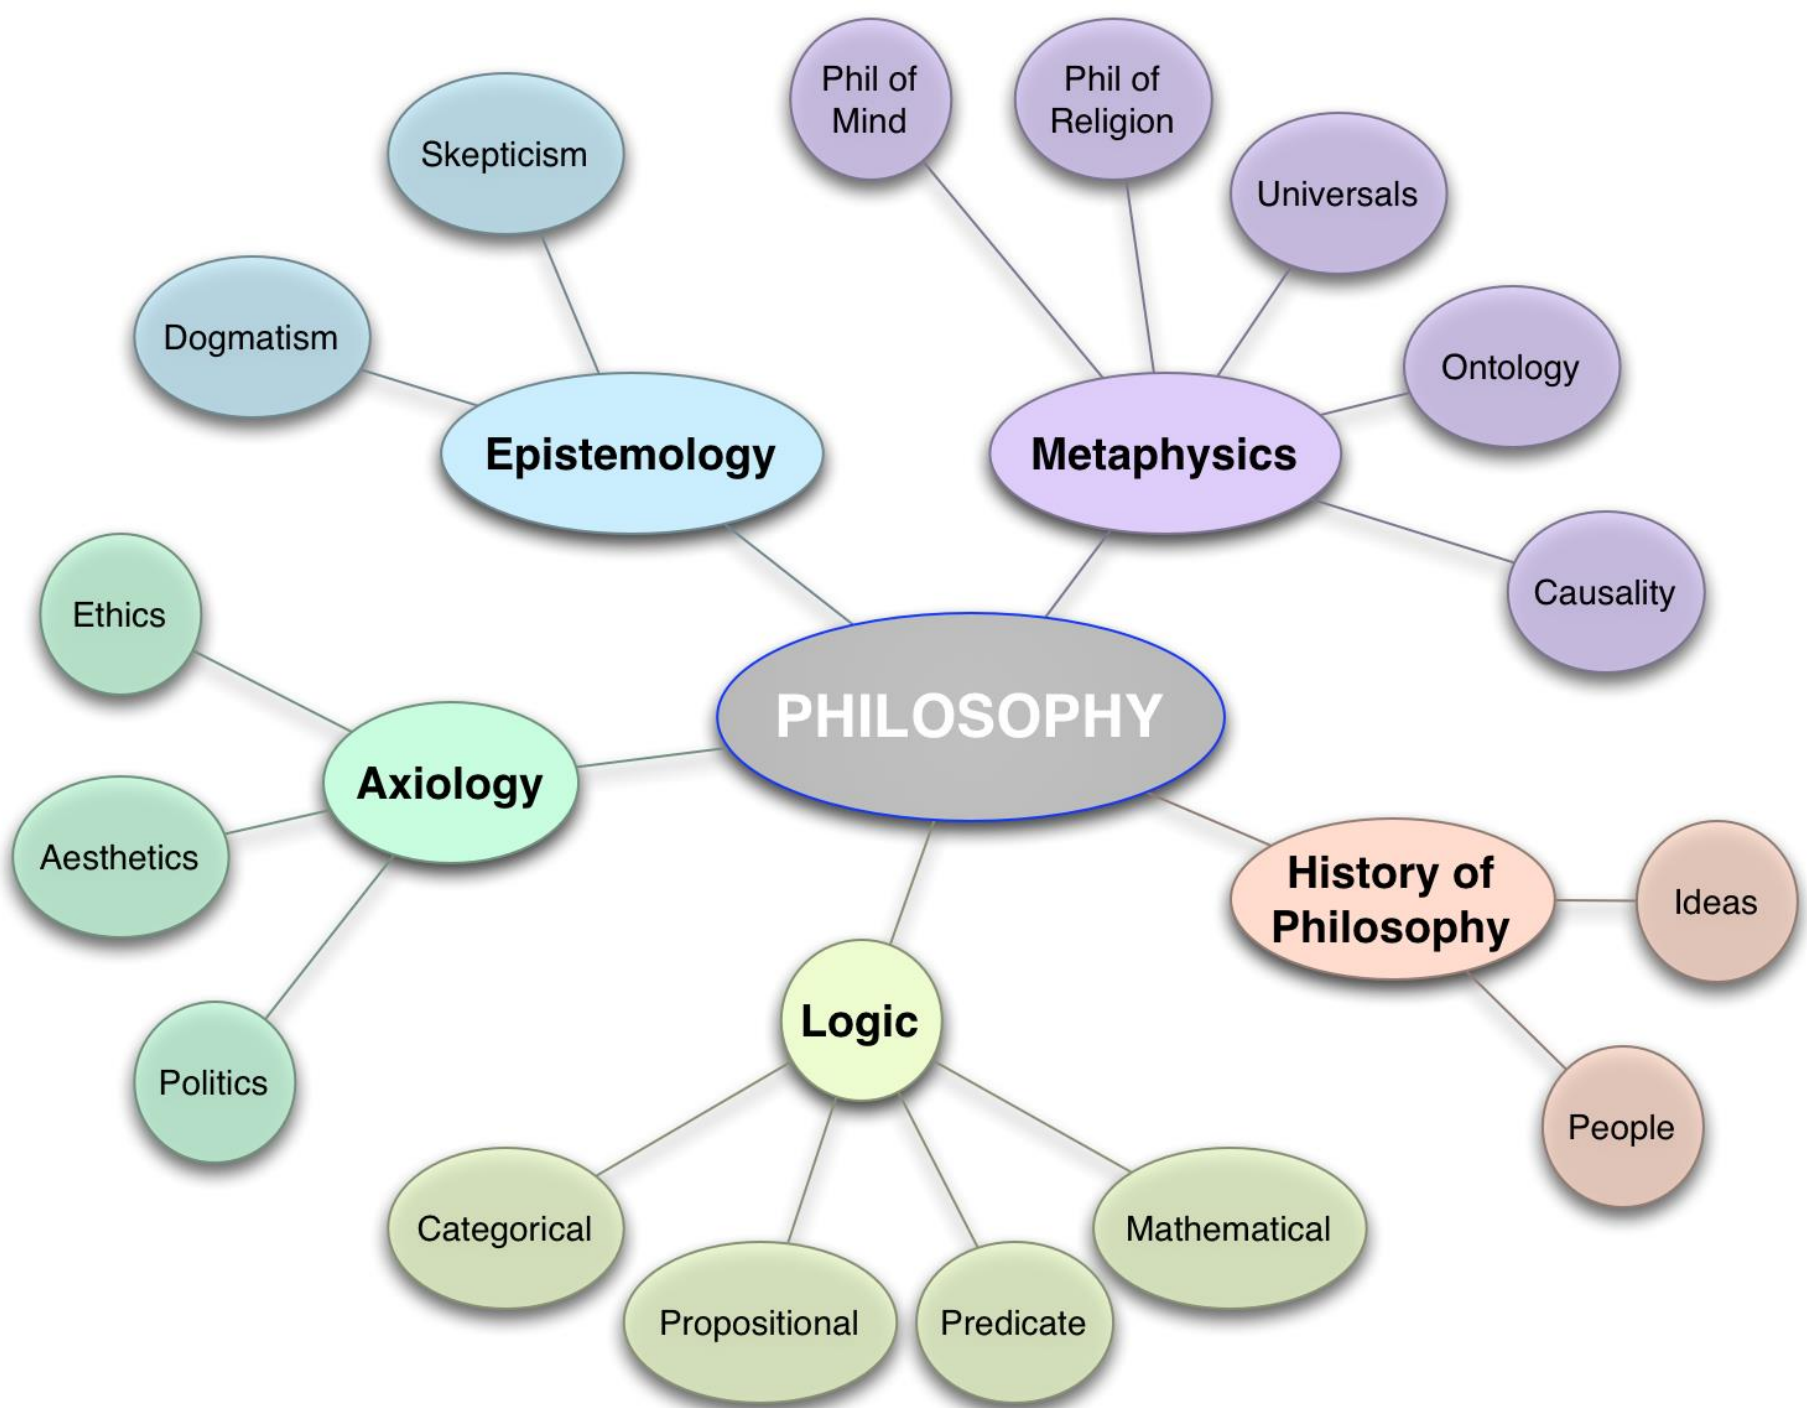 Phil of
Mind
Phil of
Religion
Skepticism
Universals
Dogmatism
Ontology
Epistemology
Metaphysics
Causality
Ethics
PHILOSOPHY
Axiology
Aesthetics
History of
Philosophy
Ideas
Logic
Politics
People
Categorical
Mathematical
Propositional
Predicate